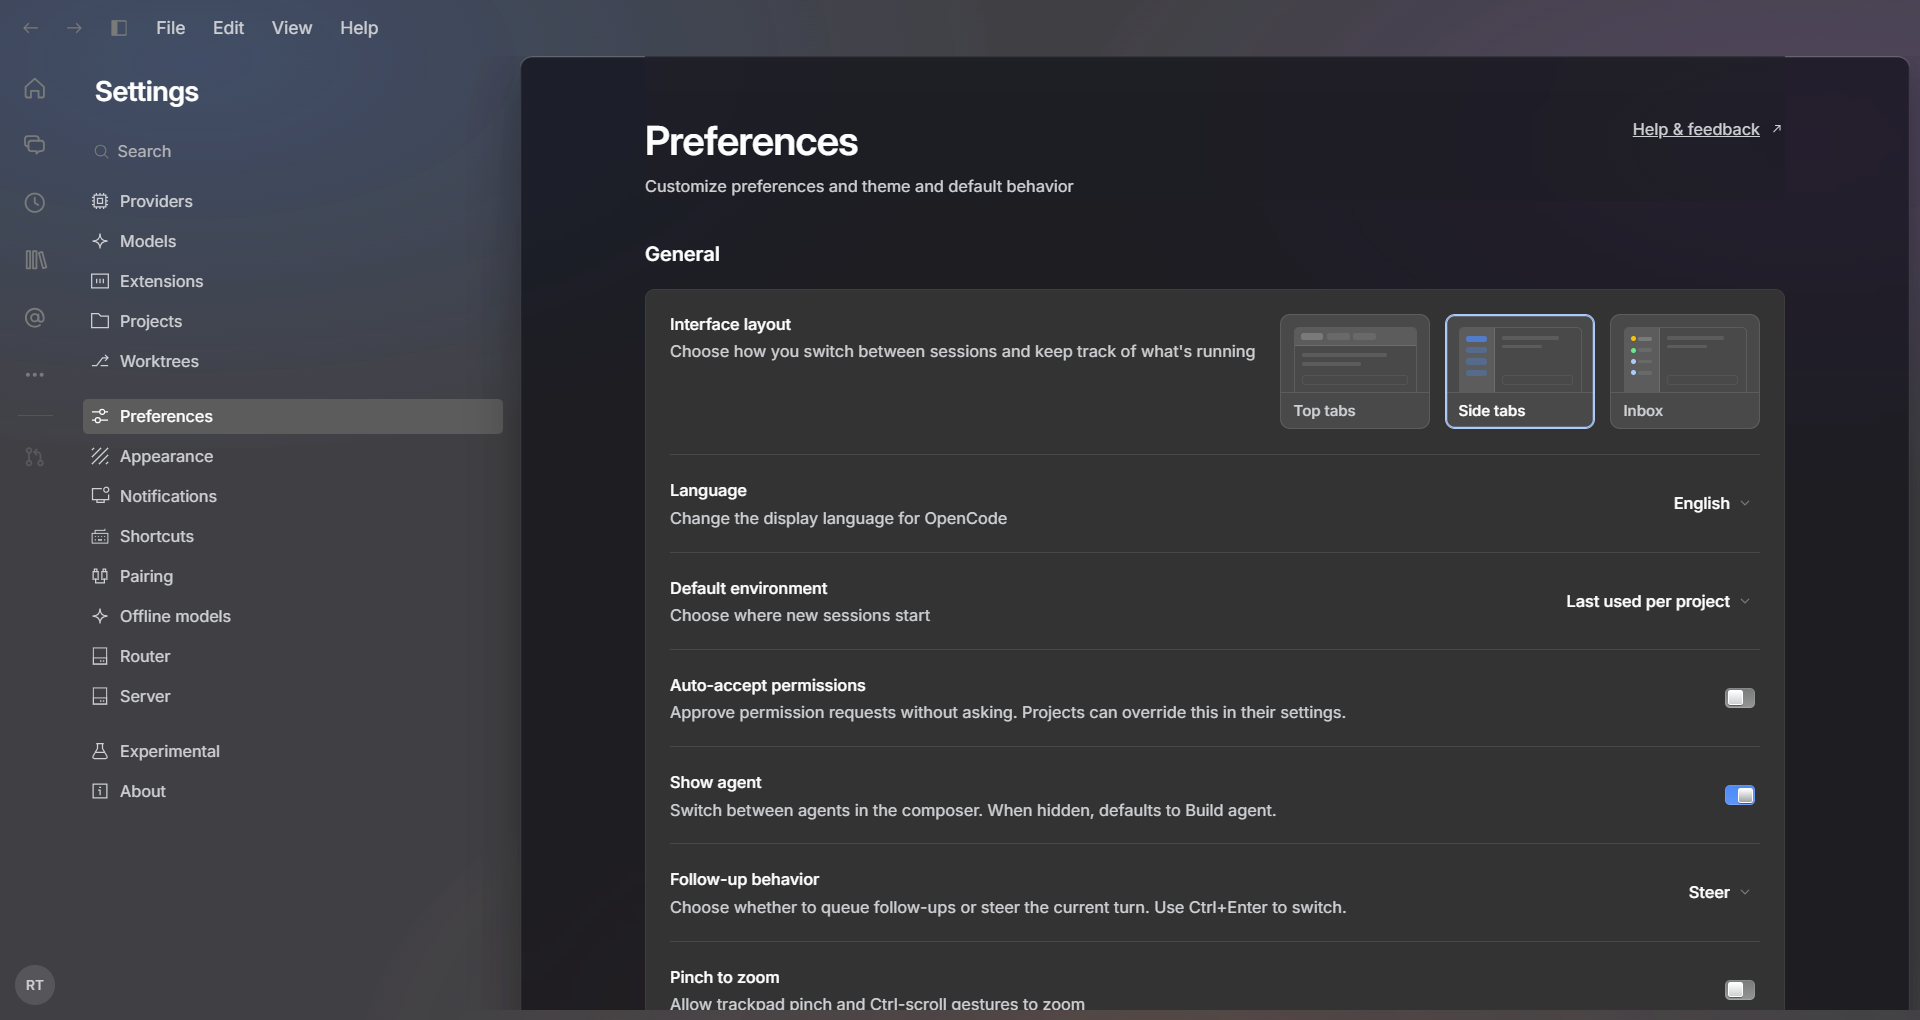 File Edit View Help
Settings
Search
Providers
Models
Extensions
Projects
Worktrees
Preferences
Appearance
Notifications
Shortcuts
Pairing
Offline models
Router
Server
Experimental
About
RT
Preferences
Help & feedback
Customize preferences and theme and default behavior
General
Interface layout
Choose how you switch between sessions and keep track of what's running
Top tabs
Side tabs
Inbox
Language
Change the display language for OpenCode
English
Default environment
Choose where new sessions start
Last used per project
Auto-accept permissions
Approve permission requests without asking. Projects can override this in their settings.
Show agent
Switch between agents in the composer. When hidden, defaults to Build agent.
Follow-up behavior
Choose whether to queue follow-ups or steer the current turn. Use Ctrl+Enter to switch.
Steer
Pinch to zoom
Allow trackpad pinch and Ctrl-scroll gestures to zoom